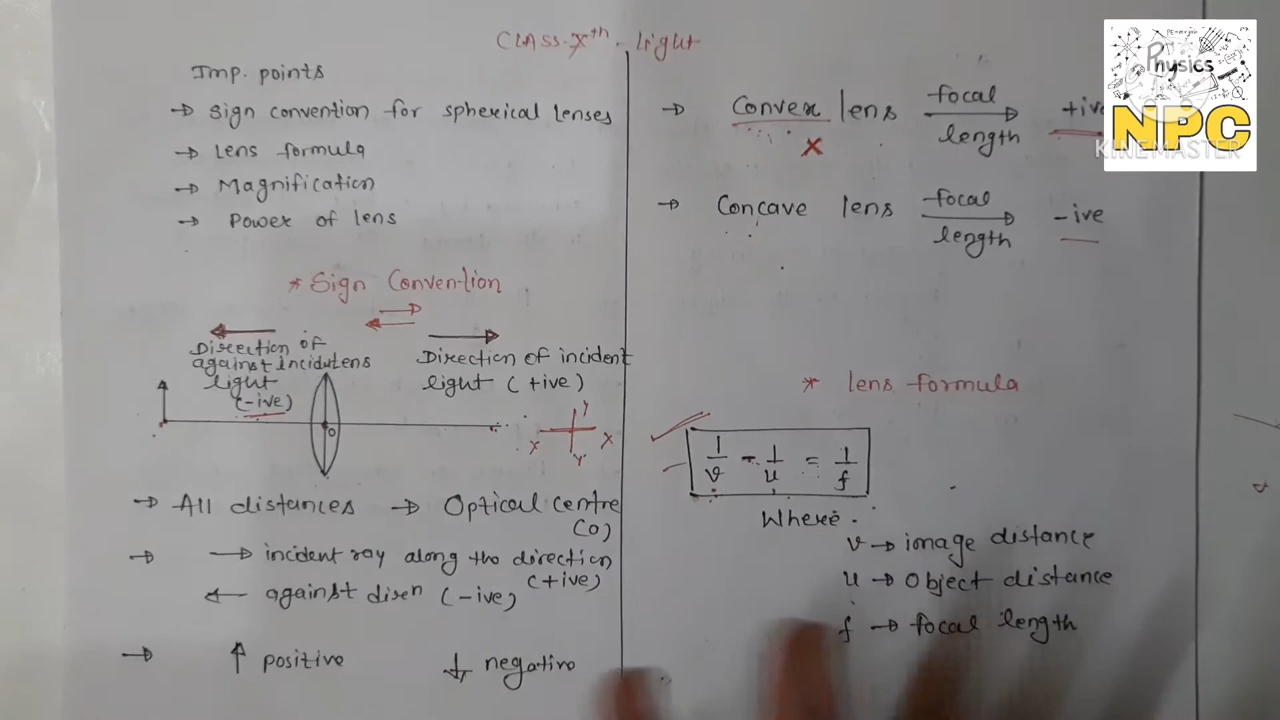 CLASS-Xth - Light
Imp. points
→ Sign convention for spherical lenses
→ Lens formula
→ Magnification
→ Power of lens
* Sign Convention
Direction of
against incident
light
(-ive)
lens
Direction of incident
light (+ive)
O
Y
X X
Y'
→ All distances → Optical centre
(O)
→ → incident ray along the direction
(+ive)
← against diren (-ive)
→ ↑ positive ↓ negative
→ Convex lens focal length → +ive
X
→ Concave lens focal length → -ive
* lens formula
1/v - 1/u = 1/f
Where
v → image distance
u → Object distance
f → focal length
Physics
NPC
KINEMASTER